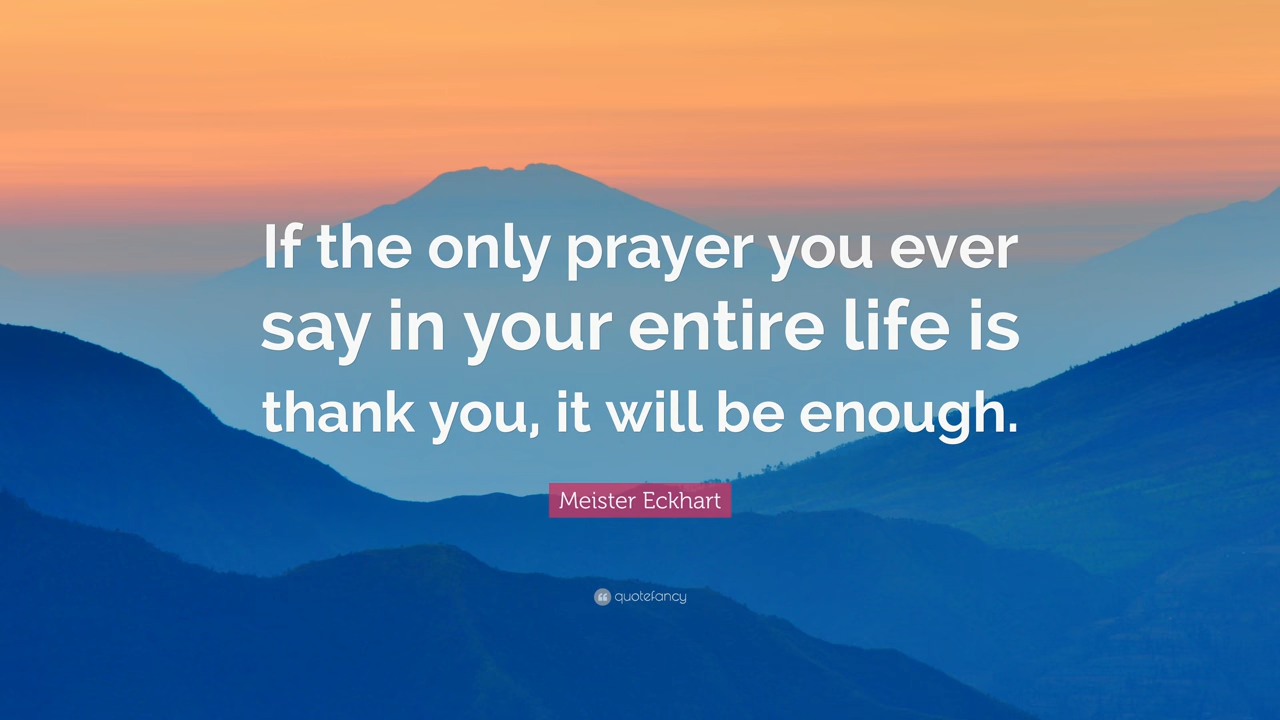 If the only prayer you ever
say in your entire life is
thank you, it will be enough.
Meister Eckhart
quotefancy